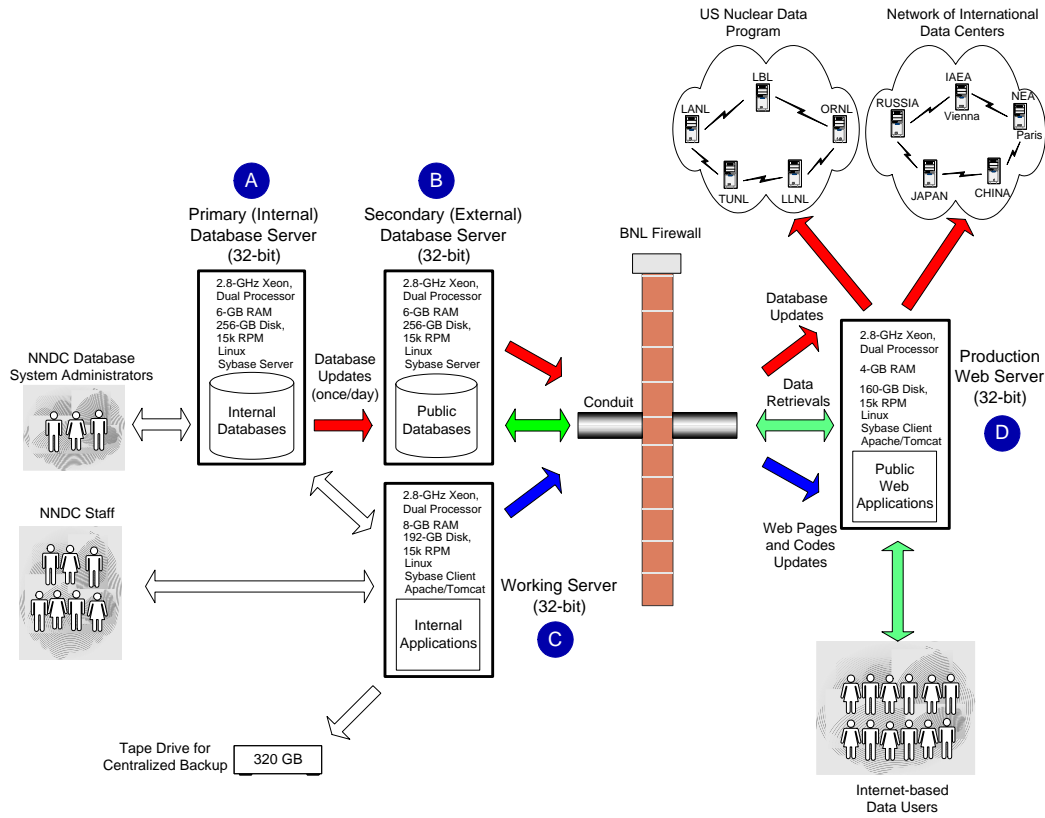 US Nuclear Data
Program
LBL
LANL
ORNL
TUNL
LLNL
Network of International
Data Centers
IAEA
Vienna
RUSSIA
NEA
Paris
JAPAN
CHINA
A
Primary (Internal)
Database Server
(32-bit)
2.8-GHz Xeon,
Dual Processor
6-GB RAM
256-GB Disk,
15k RPM
Linux
Sybase Server
Internal
Databases
B
Secondary (External)
Database Server
(32-bit)
2.8-GHz Xeon,
Dual Processor
6-GB RAM
256-GB Disk,
15k RPM
Linux
Sybase Server
Public
Databases
NNDC Database
System Administrators
Database
Updates
(once/day)
BNL Firewall
Conduit
Database
Updates
Data
Retrievals
Web Pages
and Codes
Updates
2.8-GHz Xeon,
Dual Processor
4-GB RAM
160-GB Disk,
15k RPM
Linux
Sybase Client
Apache/Tomcat
Public
Web
Applications
Production
Web Server
(32-bit)
D
NNDC Staff
2.8-GHz Xeon,
Dual Processor
8-GB RAM
192-GB Disk,
15k RPM
Linux
Sybase Client
Apache/Tomcat
Internal
Applications
Working Server
(32-bit)
C
Tape Drive for
Centralized Backup
320 GB
Internet-based
Data Users